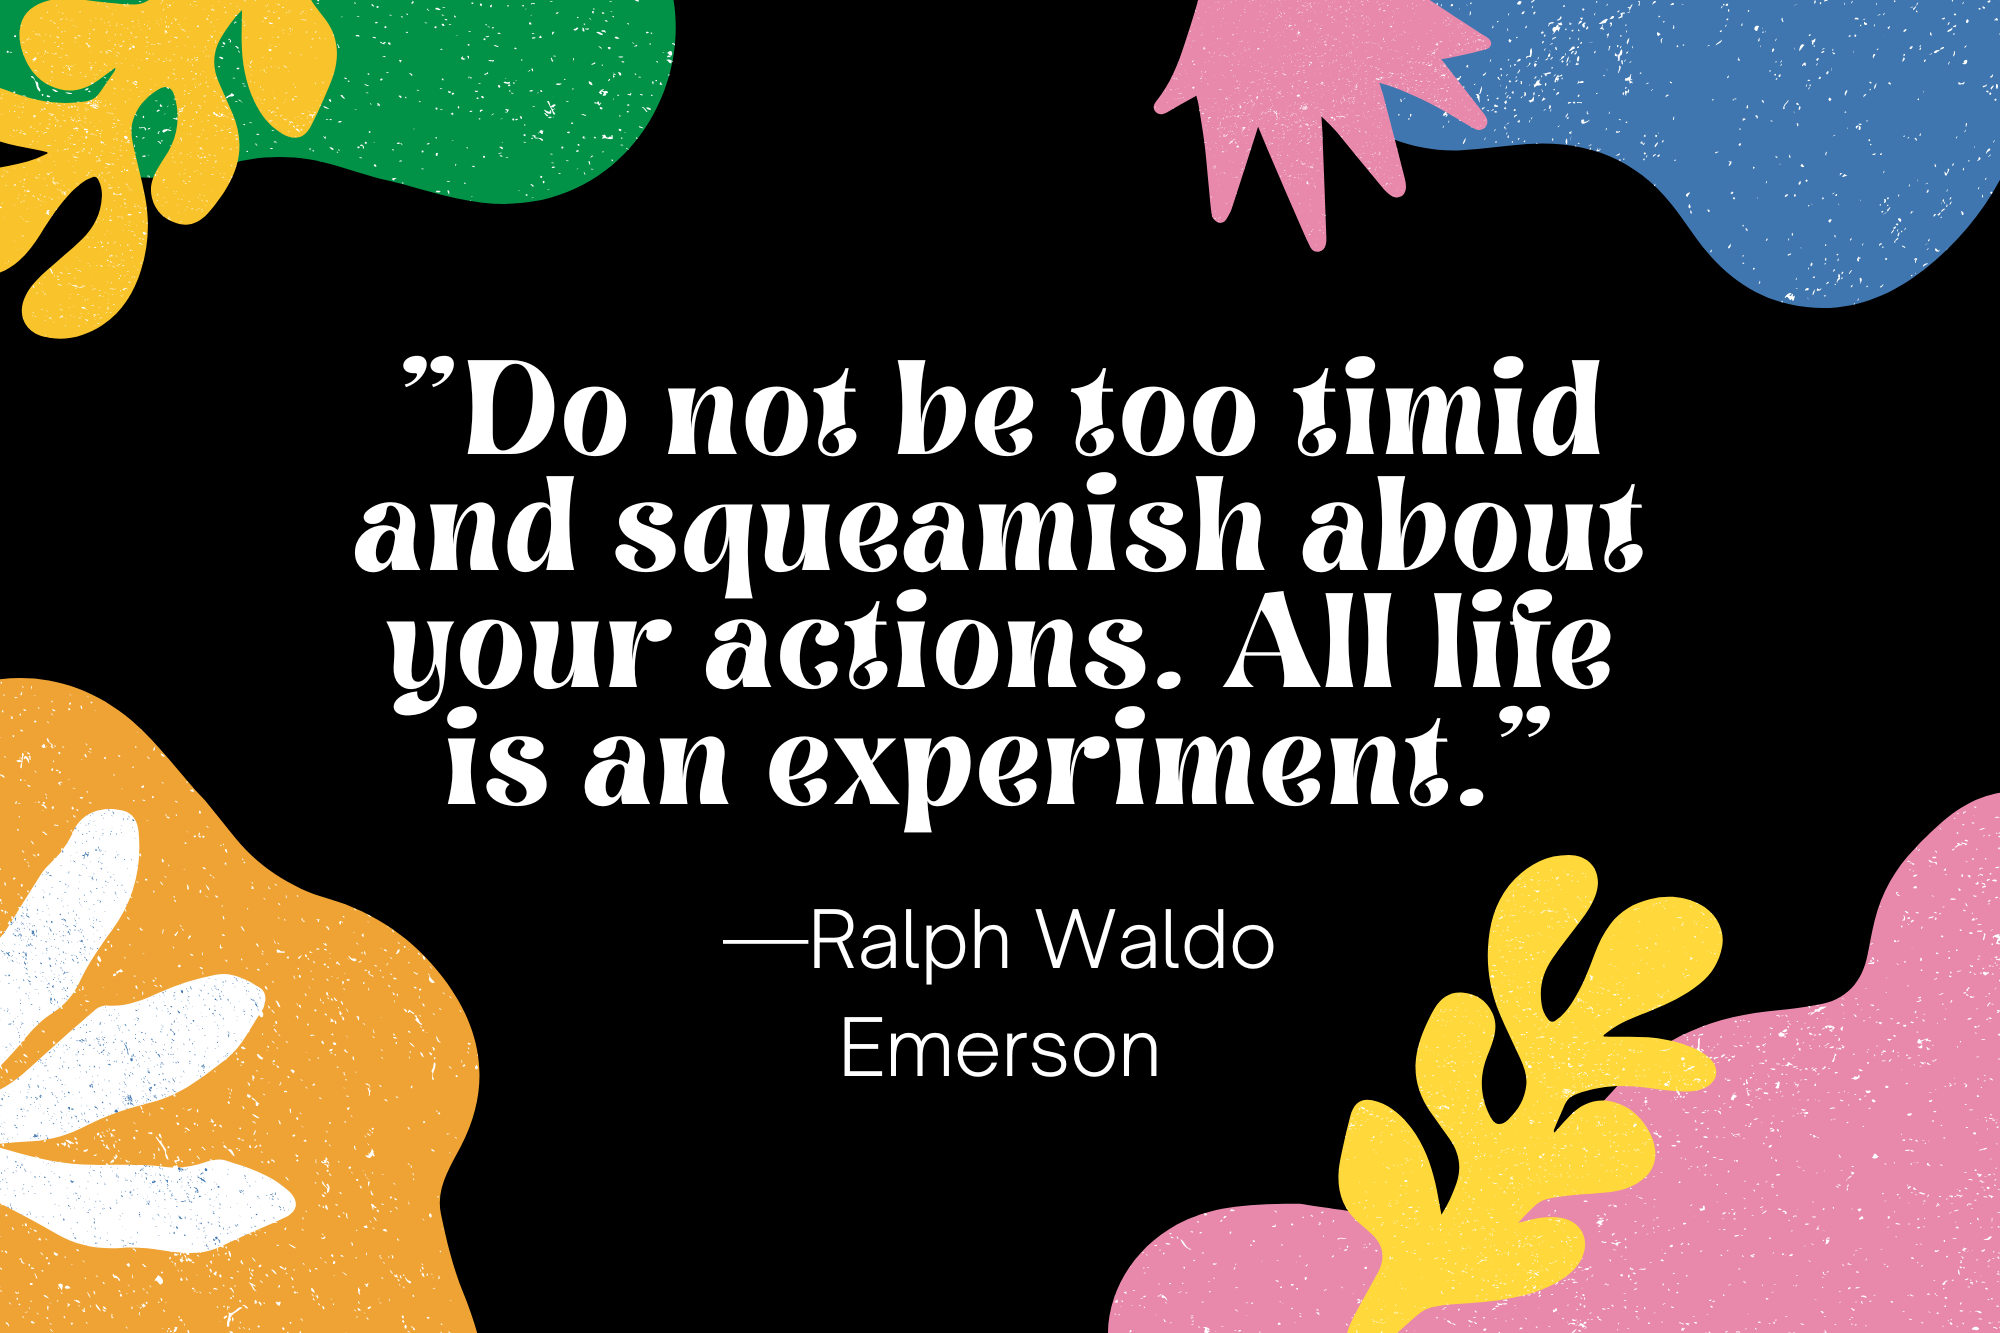 ”Do not be too timid
and squeamish about
your actions. All life
is an experiment.”
—Ralph Waldo
Emerson